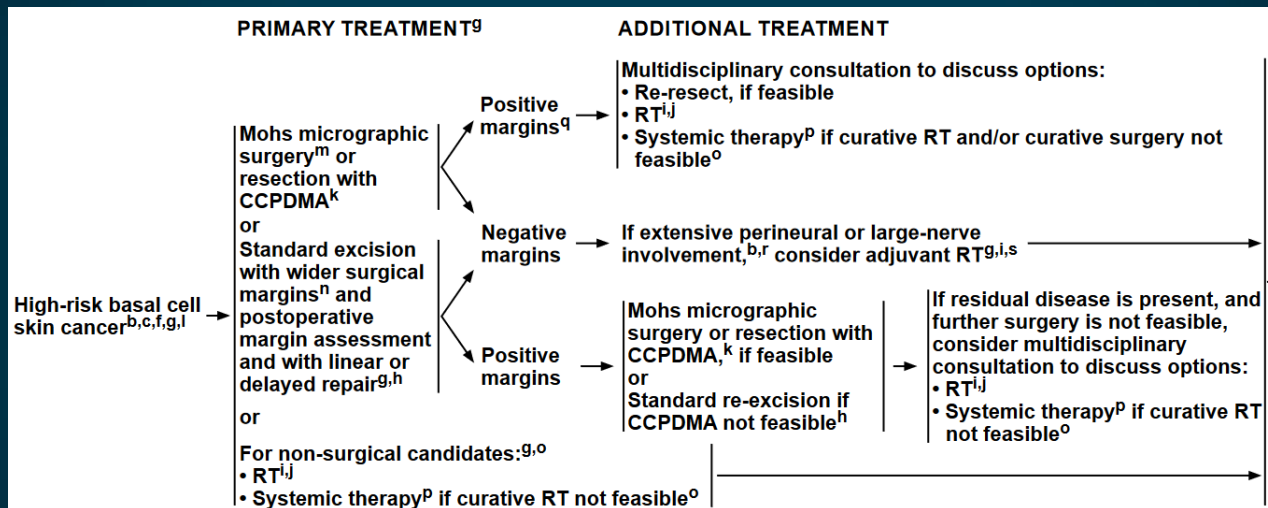 PRIMARY TREATMENTg
ADDITIONAL TREATMENT
High-risk basal cell
skin cancerb,c,f,g,l
Mohs micrographic
surgerym or
resection with
CCPDMAk
or
Standard excision
with wider surgical
marginsn and
postoperative
margin assessment
and with linear or
delayed repairg,h
or
For non-surgical candidates:g,o
• RTi,j
• Systemic therapyp if curative RT not feasibleo
Positive
marginsq
Multidisciplinary consultation to discuss options:
• Re-resect, if feasible
• RTi,j
• Systemic therapyp if curative RT and/or curative surgery not
feasibleo
Negative
margins
If extensive perineural or large-nerve
involvement,b,r consider adjuvant RTg,i,s
Positive
margins
Mohs micrographic
surgery or resection with
CCPDMA,k if feasible
or
Standard re-excision if
CCPDMA not feasibleh
If residual disease is present, and
further surgery is not feasible,
consider multidisciplinary
consultation to discuss options:
• RTi,j
• Systemic therapyp if curative RT
not feasibleo